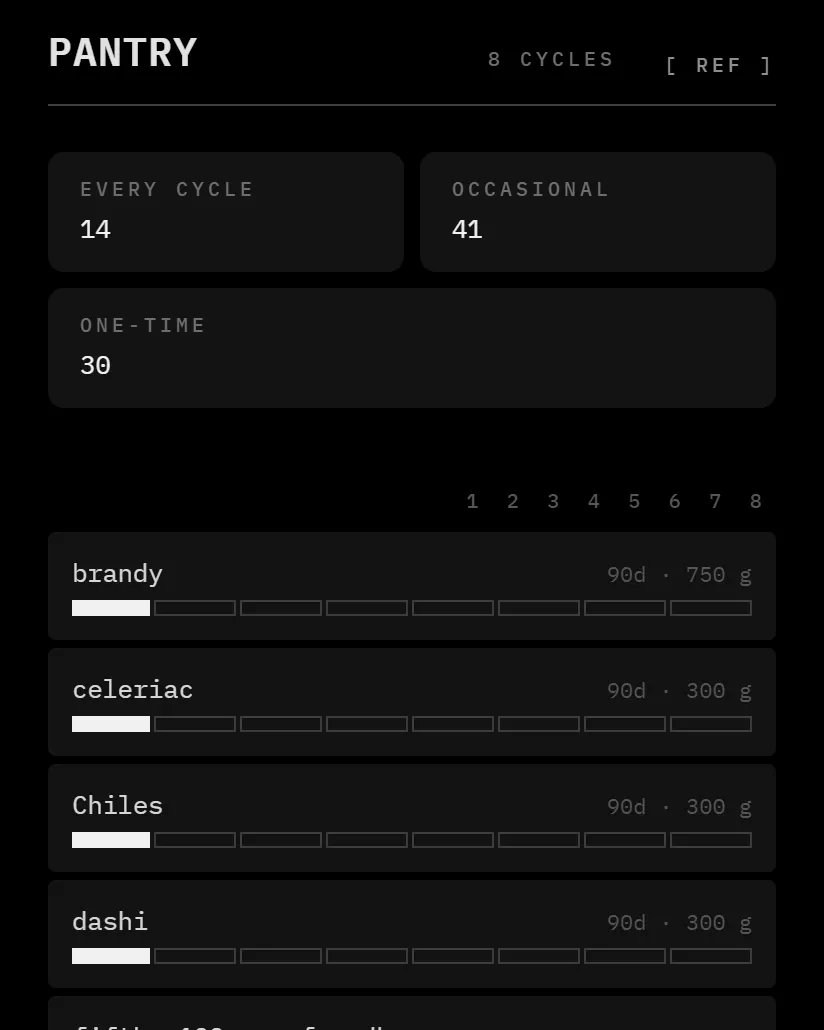 PANTRY
8 CYCLES
[ REF ]
EVERY CYCLE
14
OCCASIONAL
41
ONE-TIME
30
1 2 3 4 5 6 7 8
brandy
90d · 750 g
celeriac
90d · 300 g
Chiles
90d · 300 g
dashi
90d · 300 g